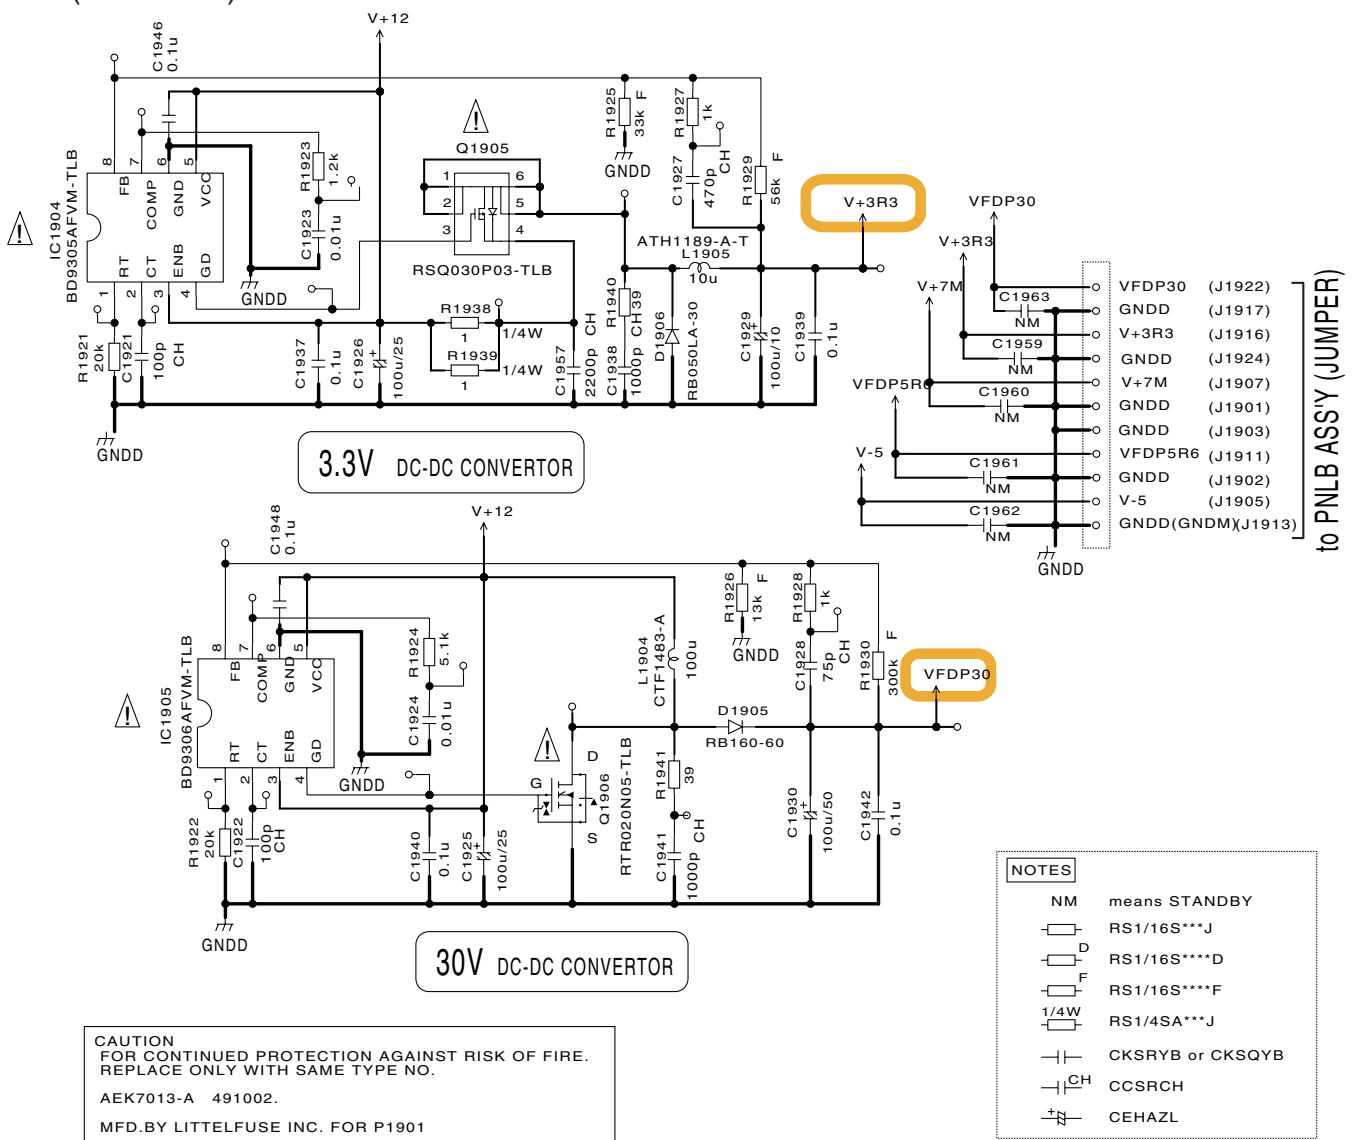 V+12
C1946
0.1u
R1925
33k
F
R1927
1k
GNDD
C1927
470p
CH
R1929
56k
F
Q1905
R1923
1.2k
C1923
0.01u
8
7
6
5
FB
COMP
GND
VCC
IC1904
BD9305AFVM-TLB
RT
CT
ENB
GD
1
2
3
4
GNDD
1
2
3
6
5
4
RSQ030P03-TLB
ATH1189-A-T
L1905
10u
V+3R3
R1921
20k
C1921
100p
CH
C1937
0.1u
C1926
+
100u/25
R1938
1
1/4W
R1939
1
1/4W
C1957
2200p
CH
R1940
39
C1938
1000p
CH
D1906
RB050LA-30
C1929
+
100u/10
C1939
0.1u
GNDD
3.3V DC-DC CONVERTOR
VFDP30
V+3R3
V+7M
VFDP5R6
V-5
C1963
NM
C1959
NM
C1960
NM
C1961
NM
C1962
NM
GNDD
VFDP30 (J1922)
GNDD (J1917)
V+3R3 (J1916)
GNDD (J1924)
V+7M (J1907)
GNDD (J1901)
GNDD (J1903)
VFDP5R6 (J1911)
GNDD (J1902)
V-5 (J1905)
GNDD(GNDM)(J1913)
to PNLB ASS'Y (JUMPER)
V+12
C1948
0.1u
R1926
13k
F
R1928
1k
GNDD
C1928
75p
CH
R1930
300k
F
L1904
CTF1483-A
100u
R1924
5.1k
C1924
0.01u
8
7
6
5
FB
COMP
GND
VCC
IC1905
BD9306AFVM-TLB
RT
CT
ENB
GD
1
2
3
4
GNDD
VFDP30
D1905
RB160-60
G
D
S
Q1906
RTR020N05-TLB
R1941
39
C1941
1000p
CH
C1930
+
100u/50
C1942
0.1u
R1922
20k
C1922
100p
CH
C1940
0.1u
C1925
+
100u/25
GNDD
30V DC-DC CONVERTOR
NOTES
NM means STANDBY
RS1/16S***J
D RS1/16S****D
F RS1/16S****F
1/4W RS1/4SA***J
CKSRYB or CKSQYB
CH CCSRCH
+ CEHAZL
CAUTION
FOR CONTINUED PROTECTION AGAINST RISK OF FIRE.
REPLACE ONLY WITH SAME TYPE NO.
AEK7013-A 491002.
MFD.BY LITTELFUSE INC. FOR P1901